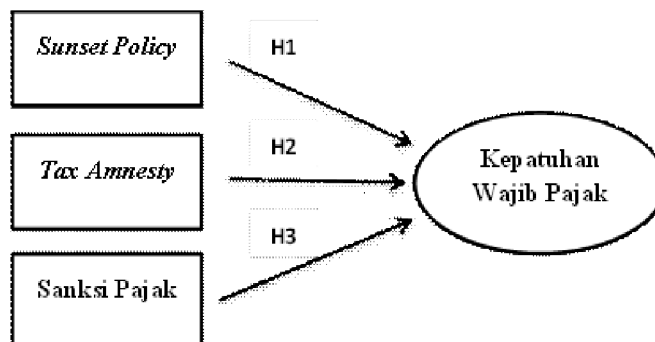 Sunset Policy
H1
H2
Tax Amnesty
Kepatuhan
Wajib Pajak
H3
Sanksi Pajak